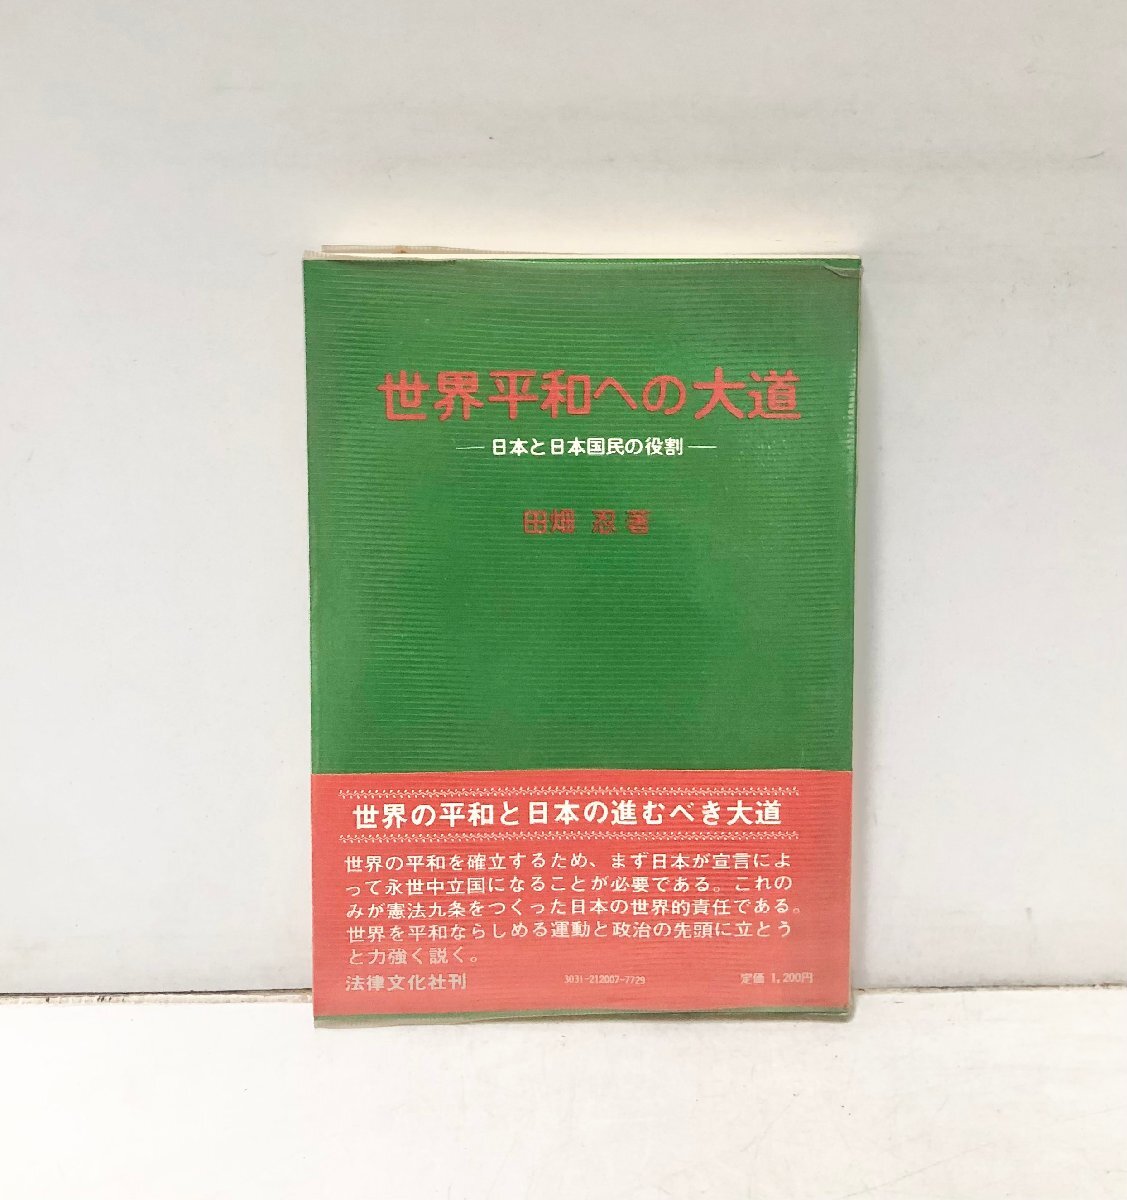 世界平和への大道
―日本と日本国民の役割―
田畑 忍 著
世界の平和と日本の進むべき大道
世界の平和を確立するため、まず日本が宣言によ
って永世中立国になることが必要である。これの
みが憲法九条をつくった日本の世界的責任である。
世界を平和ならしめる運動と政治の先頭に立とう
と力強く説く。
法律文化社刊
3031-212007-7729
定価 1,200円